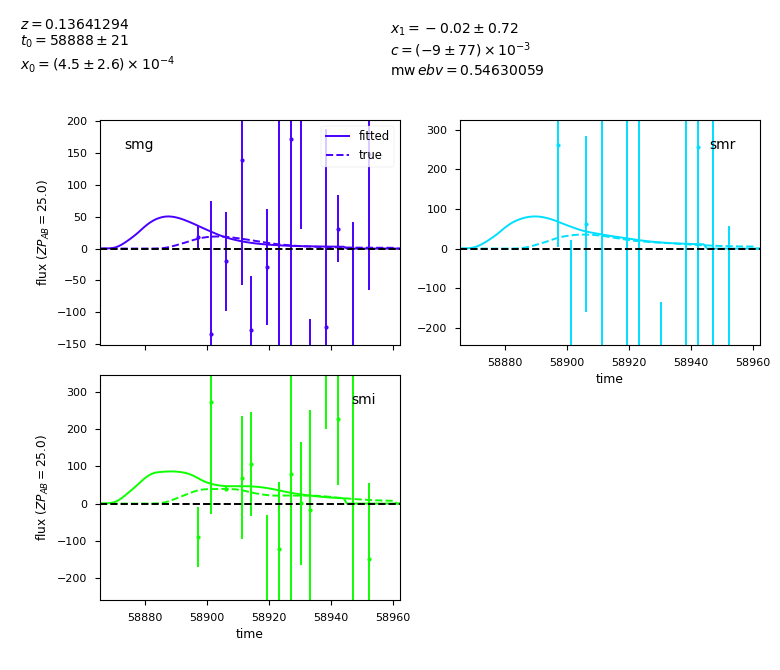 z = 0.13641294
t₀ = 58888 ± 21
x₀ = (4.5 ± 2.6) × 10⁻⁴
x₁ = − 0.02 ± 0.72
c = (−9 ± 77) × 10⁻³
mw ebv = 0.54630059
smg
fitted
true
200
150
100
50
0
−50
−100
−150
flux (ZP_AB = 25.0)
smr
300
200
100
0
−100
−200
58880 58900 58920 58940 58960
time
smi
300
200
100
0
−100
−200
flux (ZP_AB = 25.0)
58880 58900 58920 58940 58960
time